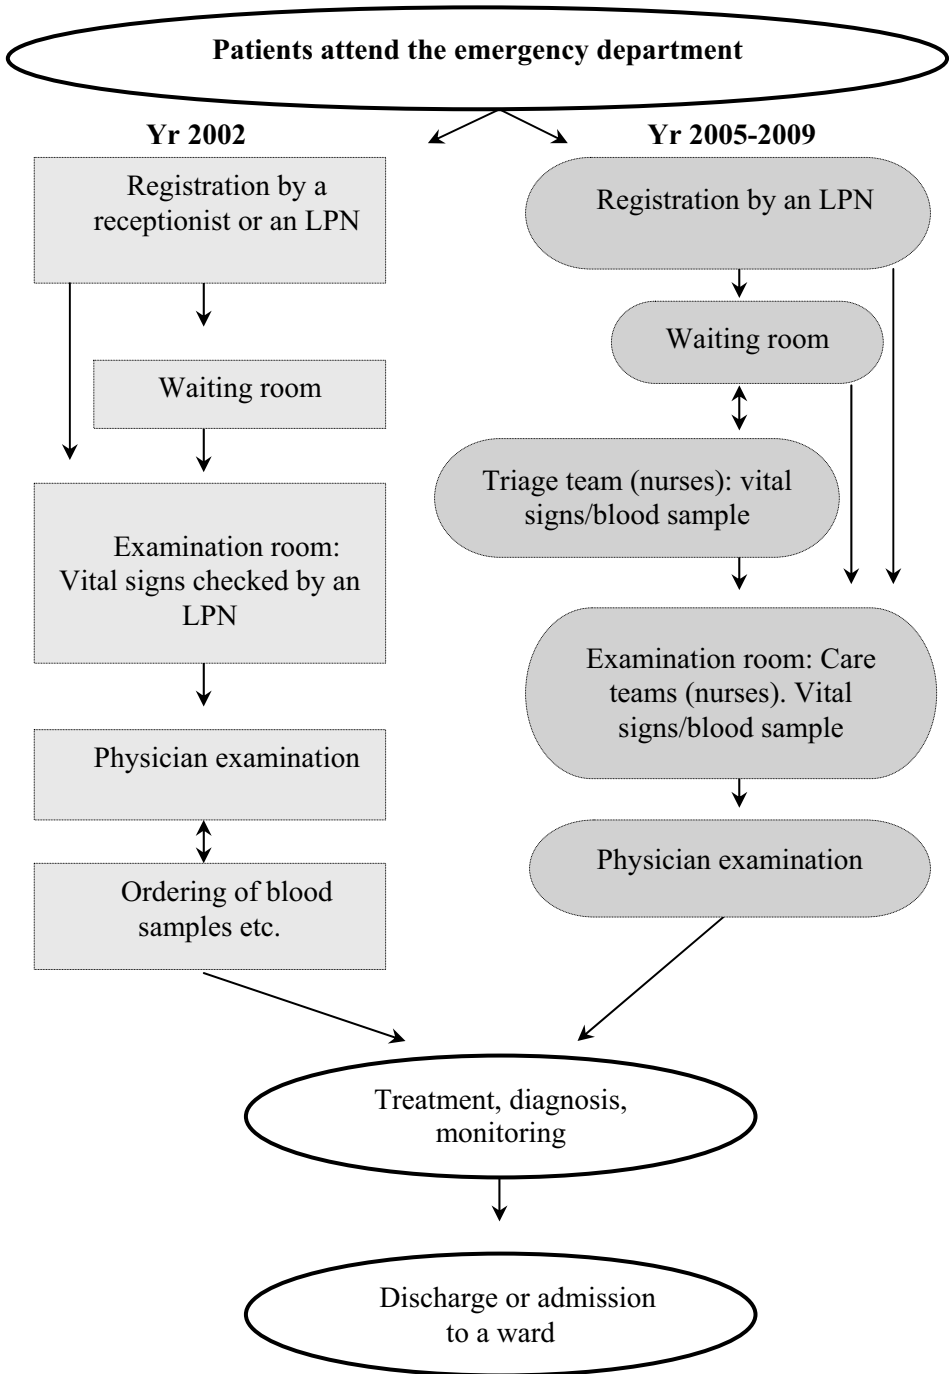 Patients attend the emergency department
Yr 2002
Registration by a
receptionist or an LPN
Waiting room
Examination room:
Vital signs checked by an
LPN
Physician examination
Ordering of blood
samples etc.
Yr 2005-2009
Registration by an LPN
Waiting room
Triage team (nurses): vital
signs/blood sample
Examination room: Care
teams (nurses). Vital
signs/blood sample
Physician examination
Treatment, diagnosis,
monitoring
Discharge or admission
to a ward